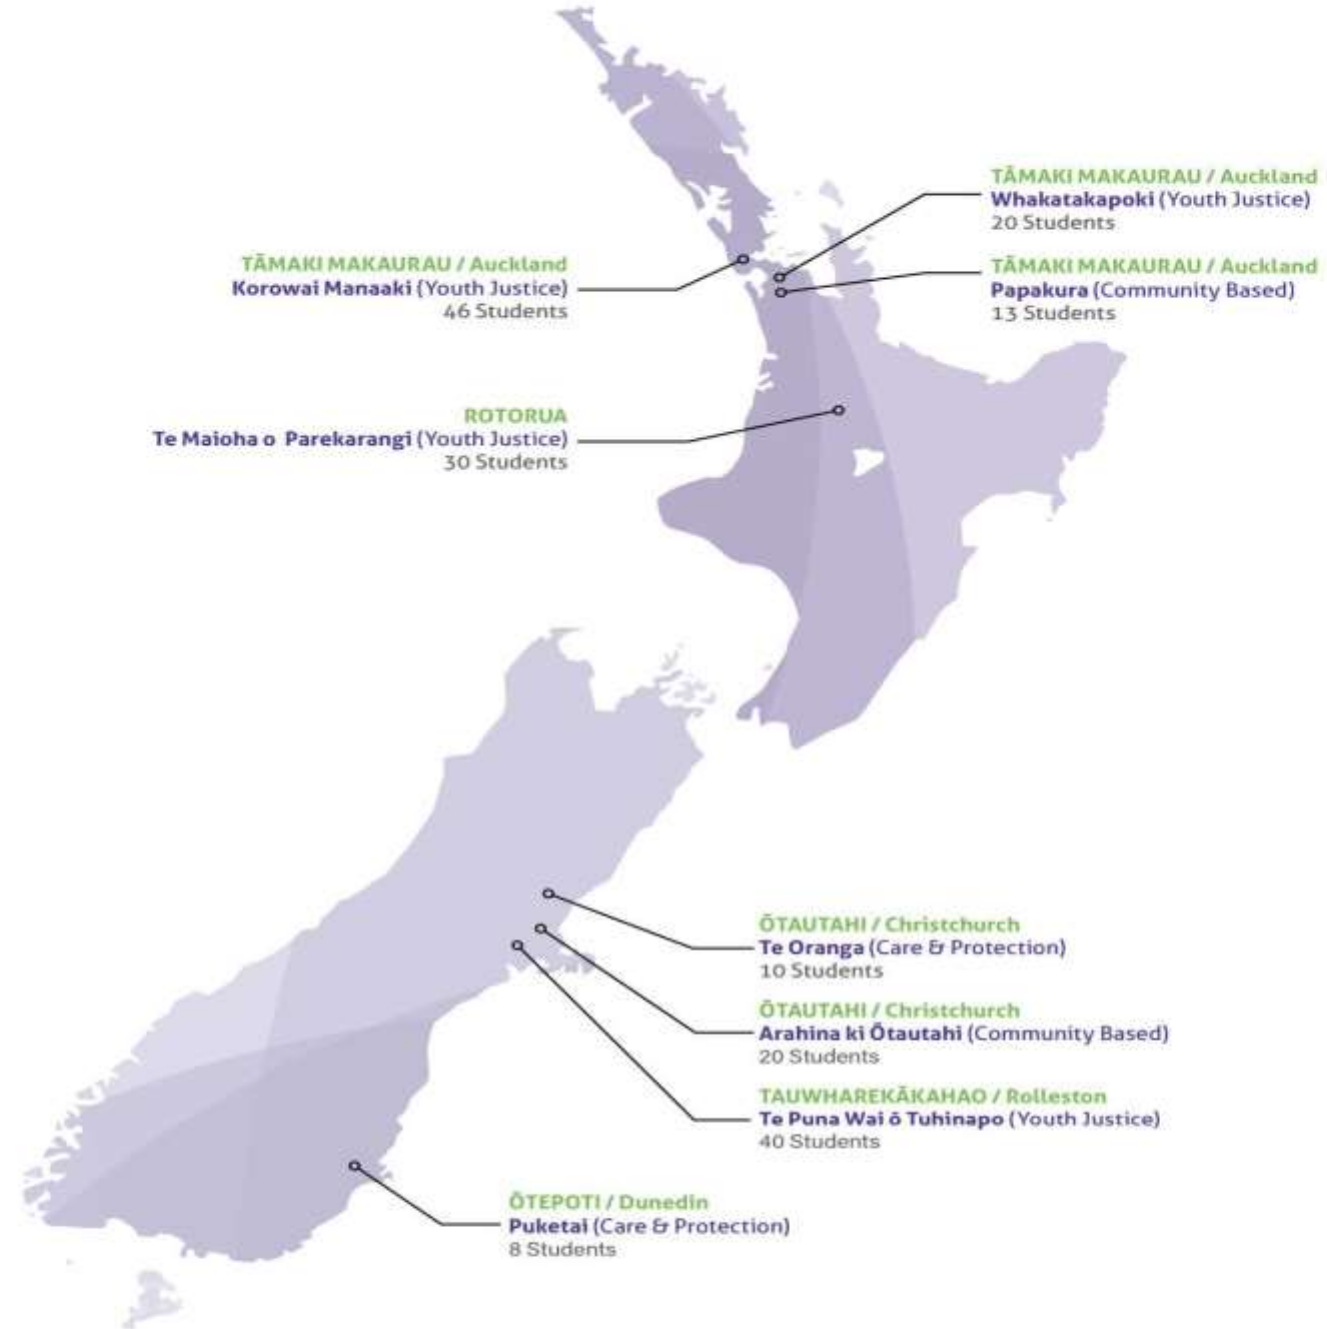 TĀMAKI MAKAURAU / Auckland
Whakatakapoki (Youth Justice)
20 Students
TĀMAKI MAKAURAU / Auckland
Korowai Manaaki (Youth Justice)
46 Students
TĀMAKI MAKAURAU / Auckland
Papakura (Community Based)
13 Students
ROTORUA
Te Maioha o Parekarangi (Youth Justice)
30 Students
ŌTAUTAHI / Christchurch
Te Oranga (Care & Protection)
10 Students
ŌTAUTAHI / Christchurch
Arahina ki Ōtautahi (Community Based)
20 Students
TAUWHAREKĀKAHAO / Rolleston
Te Puna Wai ō Tuhinapo (Youth Justice)
40 Students
ŌTEPOTI / Dunedin
Puketai (Care & Protection)
8 Students